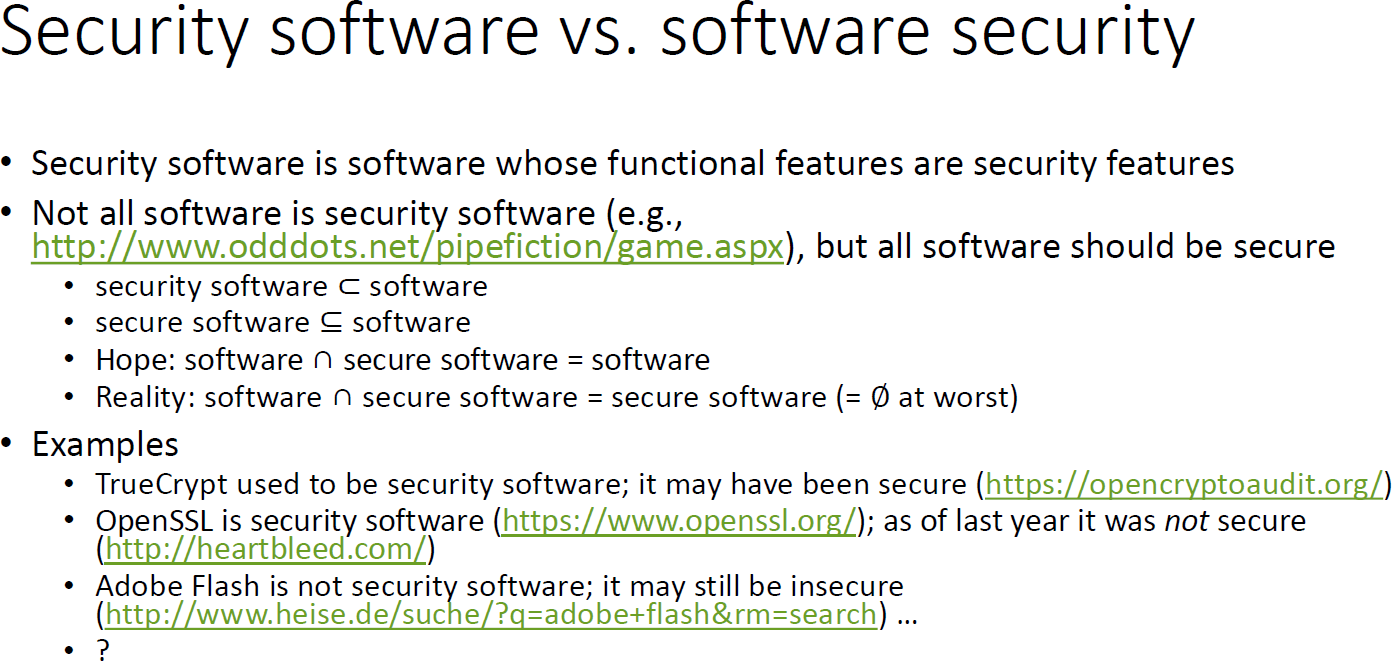 Security software vs. software security
• Security software is software whose functional features are security features
• Not all software is security software (e.g.,
http://www.odddots.net/pipefiction/game.aspx), but all software should be secure
• security software ⊂ software
• secure software ⊆ software
• Hope: software ∩ secure software = software
• Reality: software ∩ secure software = secure software (= ∅ at worst)
• Examples
• TrueCrypt used to be security software; it may have been secure (https://opencryptoaudit.org/)
• OpenSSL is security software (https://www.openssl.org/); as of last year it was not secure
(http://heartbleed.com/)
• Adobe Flash is not security software; it may still be insecure
(http://www.heise.de/suche/?q=adobe+flash&rm=search) ...
• ?